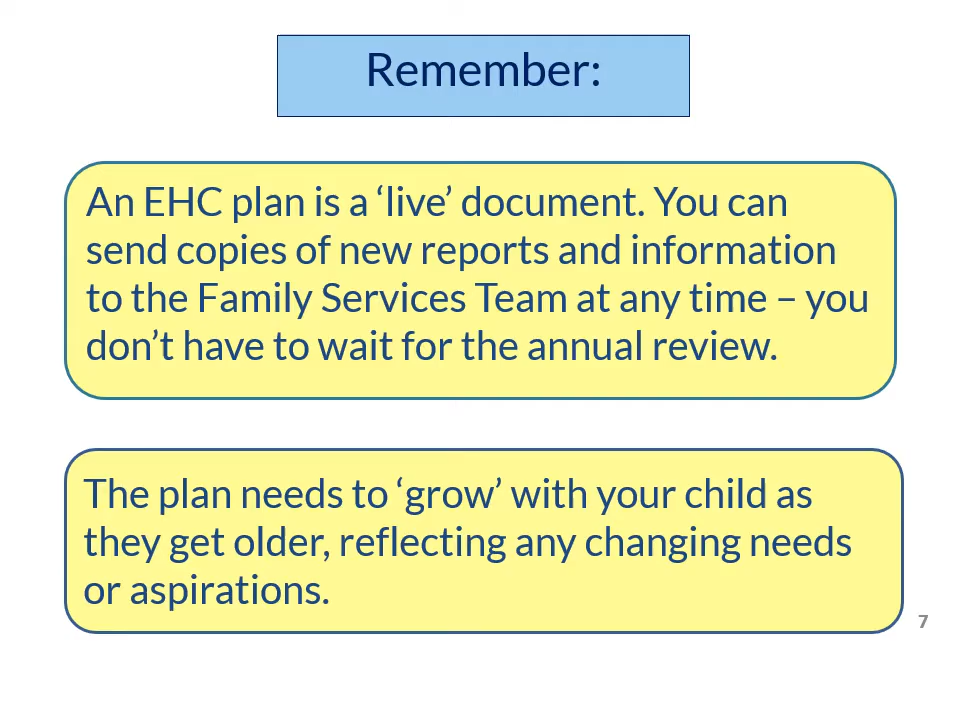 Remember:
An EHC plan is a ‘live’ document. You can
send copies of new reports and information
to the Family Services Team at any time – you
don’t have to wait for the annual review.
The plan needs to ‘grow’ with your child as
they get older, reflecting any changing needs
or aspirations.
7